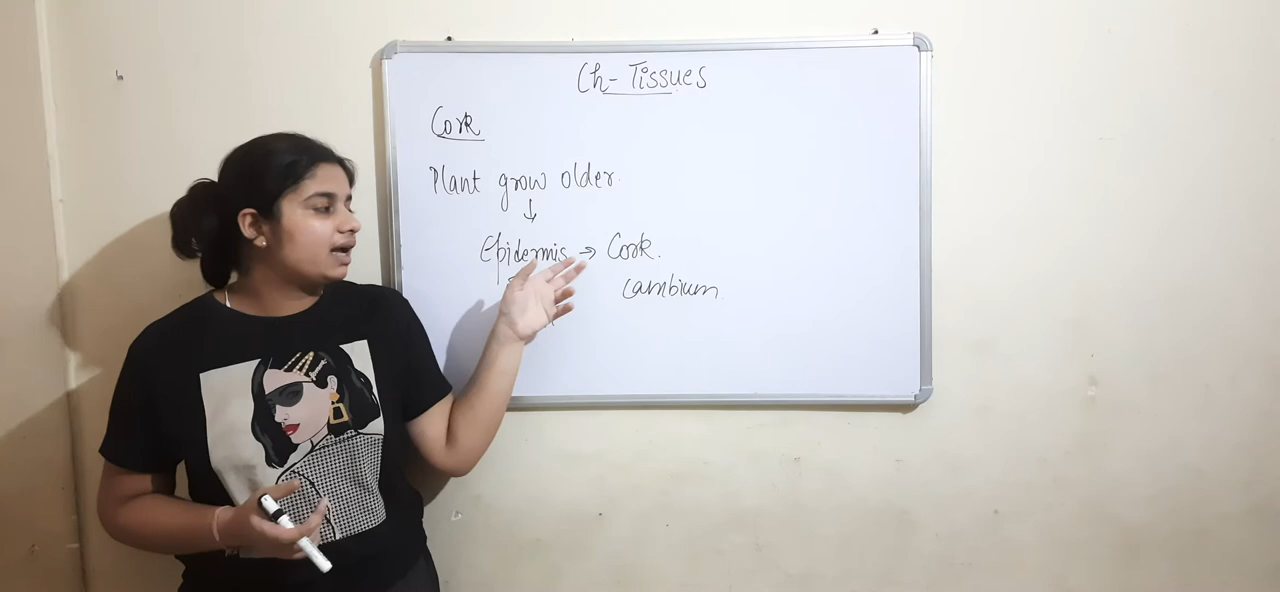 Ch- Tissues
Cork
Plant grow older.
↓
Epidermis → Cork.
cambium.